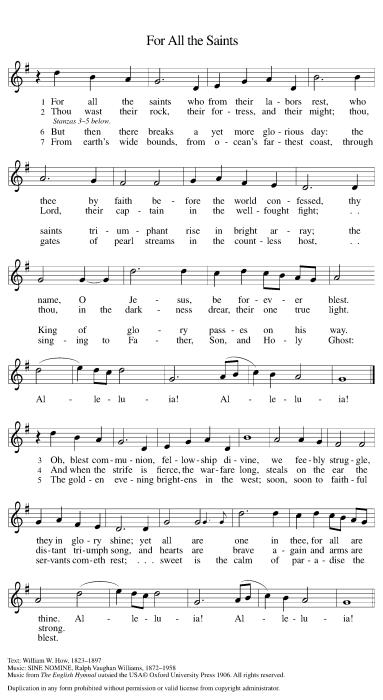 For All the Saints
1 For all the saints who from their la - bors rest, who
2 Thou wast their rock, their for - tress, and their might; thou,
Stanzas 3–5 below.
6 But then there breaks a yet more glo - rious day: the
7 From earth's wide bounds, from o - cean's far - thest coast, through
thee by faith be - fore the world con - fessed, thy
Lord, their cap - tain in the well - fought fight; . .
saints tri - um - phant rise in bright ar - ray; the
gates of pearl streams in the count - less host, . .
name, O Je - sus, be for - ev - er blest.
thou, in the dark - ness drear, their one true light.
King of glo - ry pass - es on his way.
sing - ing to Fa - ther, Son, and Ho - ly Ghost:
Al - le - lu - ia! Al - le - lu - ia!
3 Oh, blest com - mu - nion, fel - low - ship di - vine, we fee - bly strug - gle,
4 And when the strife is fierce, the war - fare long, steals on the ear the
5 The gold - en eve - ning bright - ens in the west; soon, soon to faith - ful
they in glo - ry shine; yet all are one in thee, for all are
dis - tant tri - umph song, and hearts are brave a - gain and arms are
ser - vants com - eth rest; . . . sweet is the calm of par - a - dise the
thine. Al - le - lu - ia! Al - le - lu - ia!
strong.
blest.
Text: William W. How, 1823–1897
Music: SINE NOMINE, Ralph Vaughan Williams, 1872–1958
Music from The English Hymnal outsed the USA© Oxford University Press 1906. All rights reserved.
Duplication in any form prohibited without permission or valid license from copyright administrator.